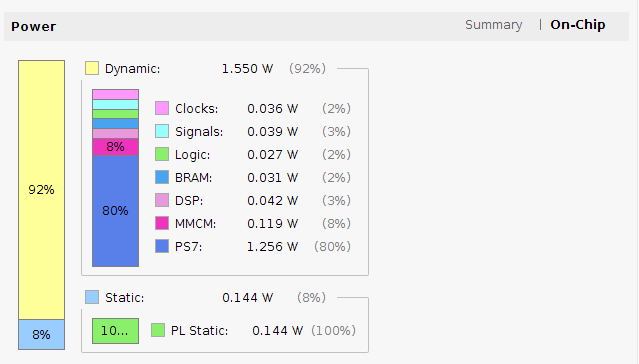 Power Summary | On-Chip
Dynamic: 1.550 W (92%)
Clocks: 0.036 W (2%)
Signals: 0.039 W (3%)
Logic: 0.027 W (2%)
8%
BRAM: 0.031 W (2%)
92%
DSP: 0.042 W (3%)
80%
MMCM: 0.119 W (8%)
PS7: 1.256 W (80%)
Static: 0.144 W (8%)
8%
10...
PL Static: 0.144 W (100%)